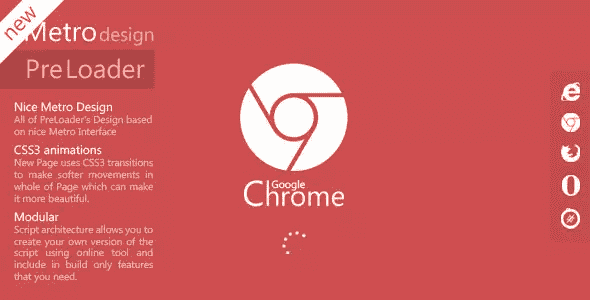 new
Metro design
PreLoader
Nice Metro Design
All of PreLoader's Design based
on nice Metro Interface
CSS3 animations
New Page uses CSS3 transitions
to make softer movements in
whole of Page which can make
it more beautiful.
Modular
Script architecture allows you to
create your own version of the
script using online tool and
include in build only features
that you need.
Google
Chrome